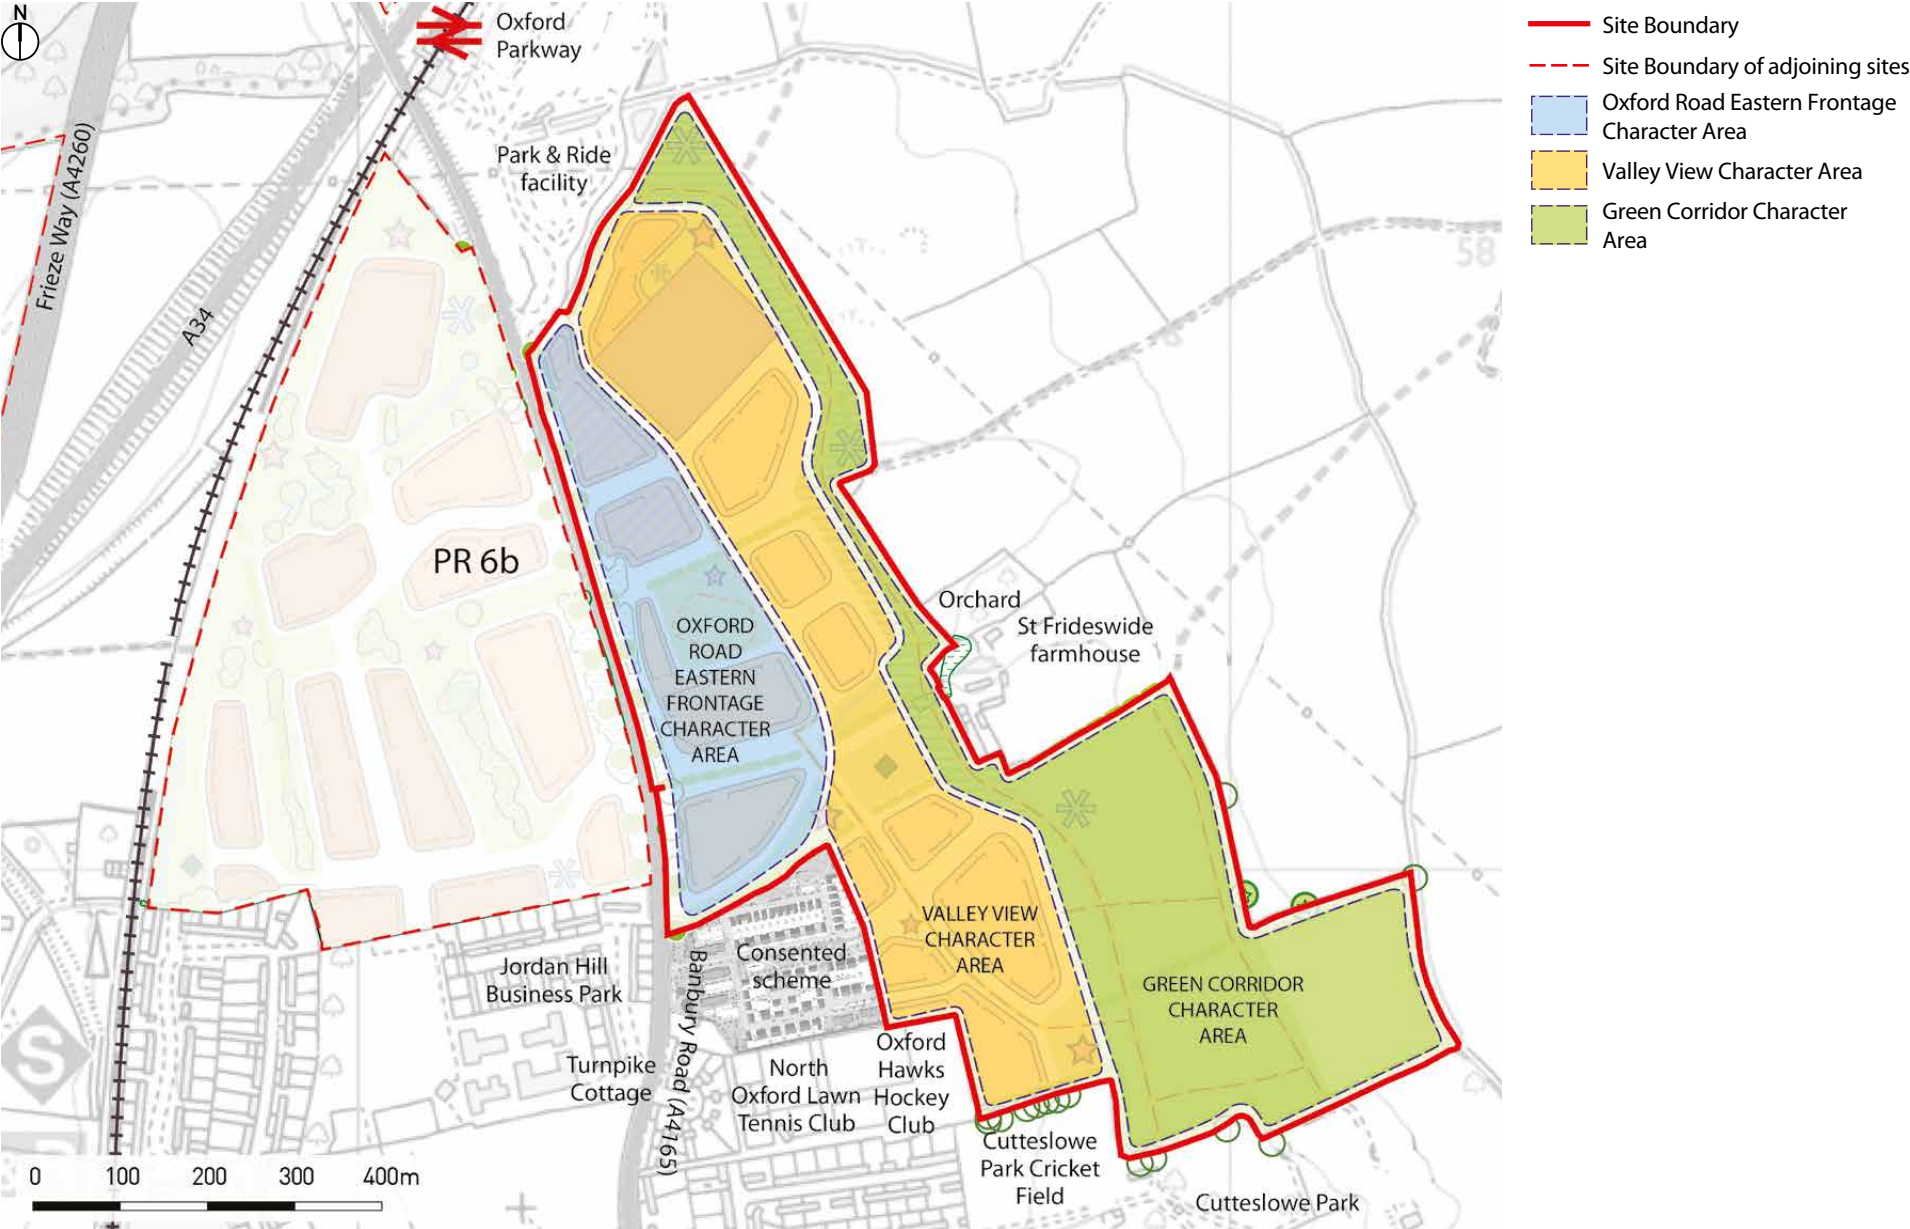 N
Oxford
Parkway
Site Boundary
Site Boundary of adjoining sites
Oxford Road Eastern Frontage
Character Area
Valley View Character Area
Green Corridor Character
Area
Frieze Way (A4260)
A34
Park & Ride
facility
58
PR 6b
Orchard
St Frideswide
farmhouse
OXFORD
ROAD
EASTERN
FRONTAGE
CHARACTER
AREA
VALLEY VIEW
CHARACTER
AREA
GREEN CORRIDOR
CHARACTER
AREA
Consented
scheme
Jordan Hill
Business Park
Banbury Road (A4165)
S
Turnpike
Cottage
North
Oxford Lawn
Tennis Club
Oxford
Hawks
Hockey
Club
Cutteslowe
Park Cricket
Field
Cutteslowe Park
0 100 200 300 400m